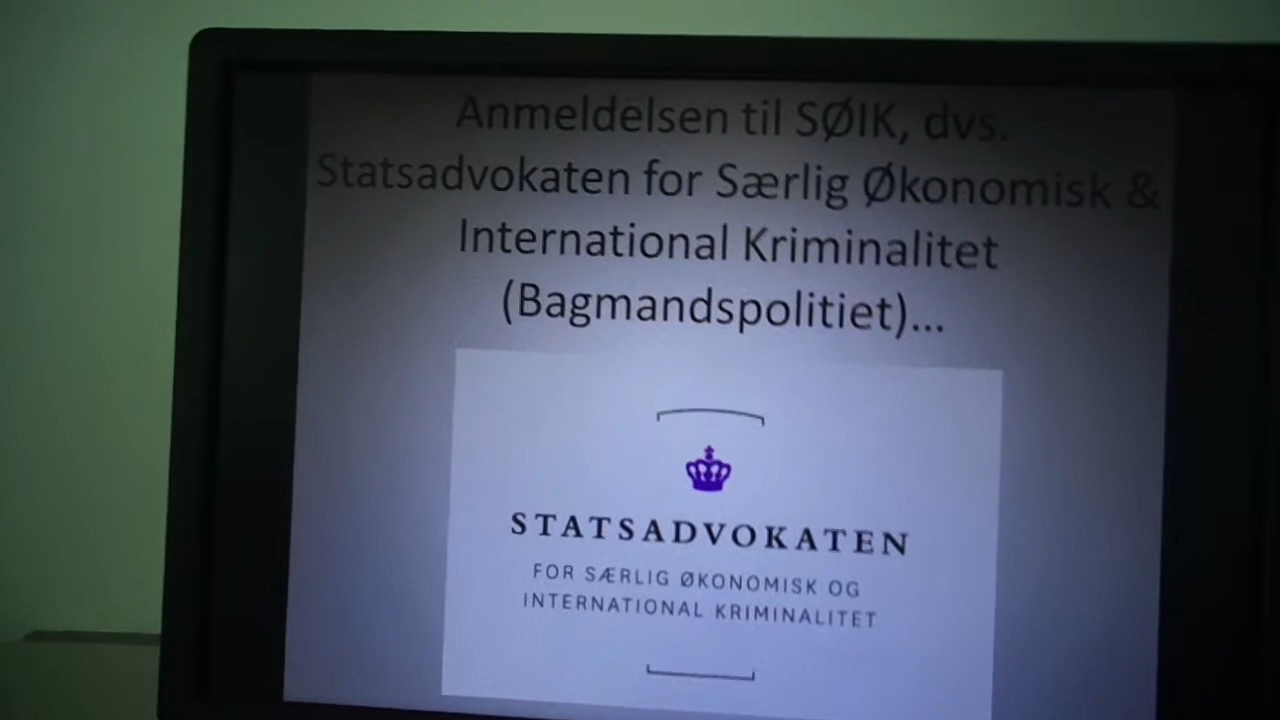 Anmeldelsen til SØIK, dvs.
Statsadvokaten for Særlig Økonomisk &
International Kriminalitet
(Bagmandspolitiet)...
STATSADVOKATEN
FOR SÆRLIG ØKONOMISK OG
INTERNATIONAL KRIMINALITET